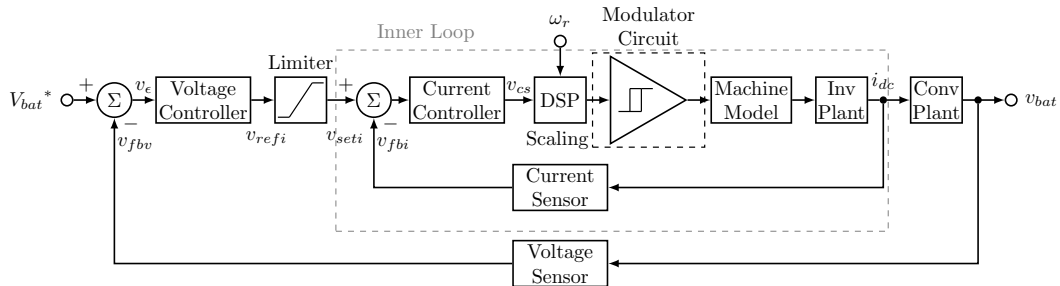 Inner Loop
ω_r
Modulator
Circuit
Limiter
V_bat*
+
Σ
−
v_ϵ
v_fbv
Voltage
Controller
v_refi
v_seti
+
Σ
−
v_fbi
Current
Controller
v_cs
DSP
Scaling
Machine
Model
Inv
Plant
i_dc
Conv
Plant
v_bat
Current
Sensor
Voltage
Sensor